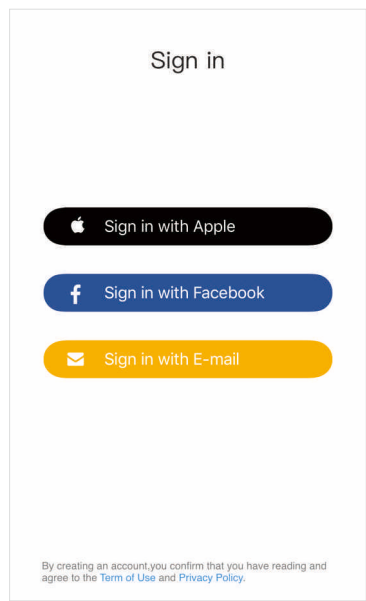 Sign in
Sign in with Apple
Sign in with Facebook
Sign in with E-mail
By creating an account,you confirm that you have reading and
agree to the Term of Use and Privacy Policy.